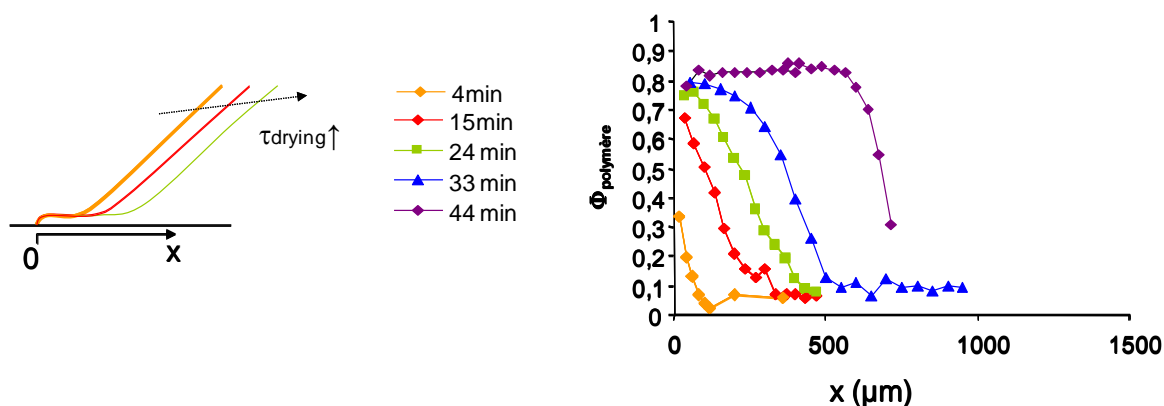 τdrying↑
0
x
4min
15min
24 min
33 min
44 min
1
0,9
0,8
0,7
0,6
0,5
0,4
0,3
0,2
0,1
0
Φpolymère
0
500
1000
1500
x (µm)